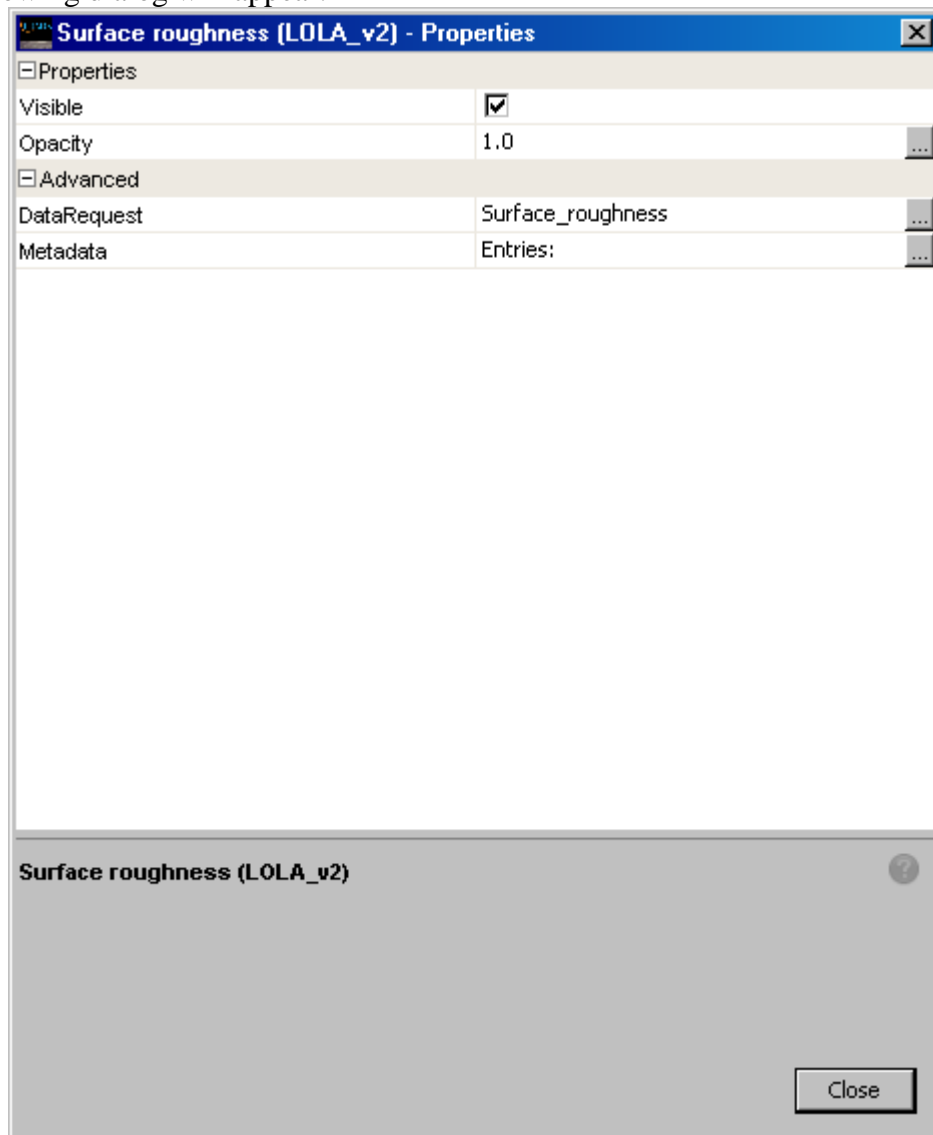 Surface roughness (LOLA_v2) - Properties
Properties
Visible
Opacity 1.0 ...
Advanced
DataRequest Surface_roughness ...
Metadata Entries: ...
Surface roughness (LOLA_v2)
?
Close